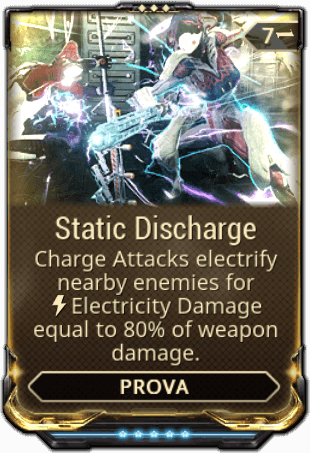 7
Static Discharge
Charge Attacks electrify
nearby enemies for
Electricity Damage
equal to 80% of weapon
damage.
PROVA